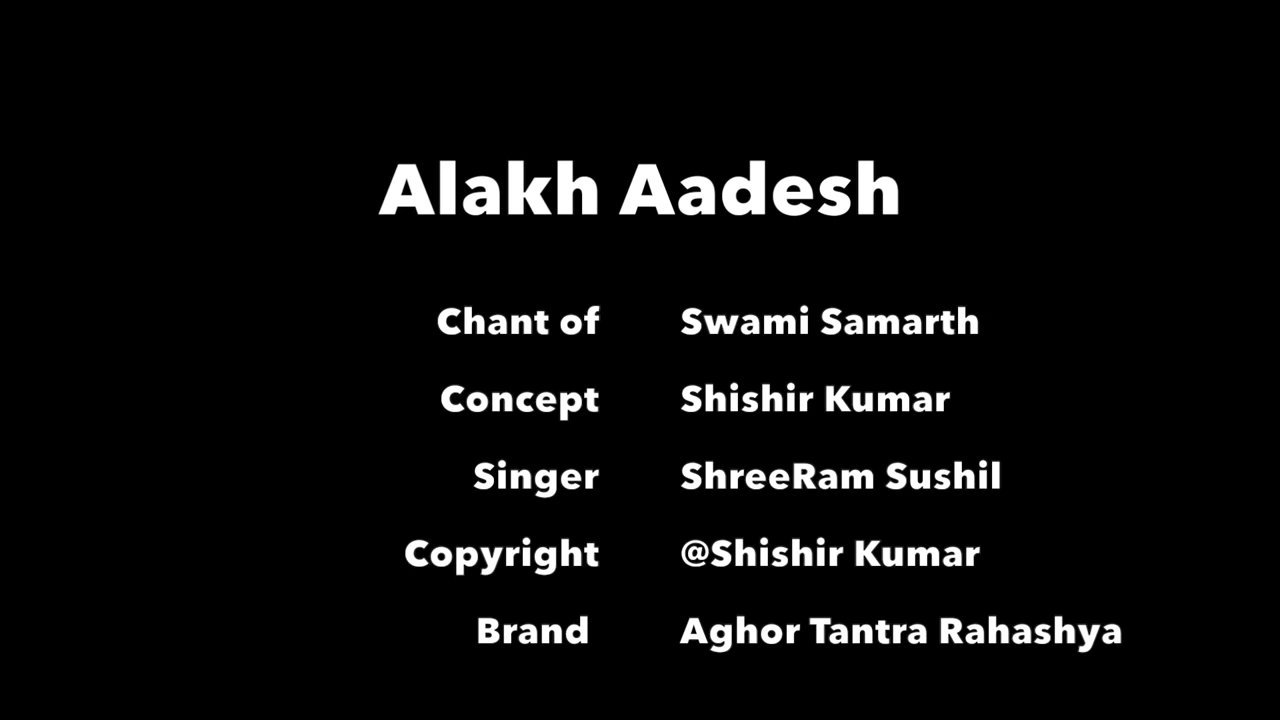 Alakh Aadesh
Chant of Swami Samarth
Concept Shishir Kumar
Singer ShreeRam Sushil
Copyright @Shishir Kumar
Brand Aghor Tantra Rahashya